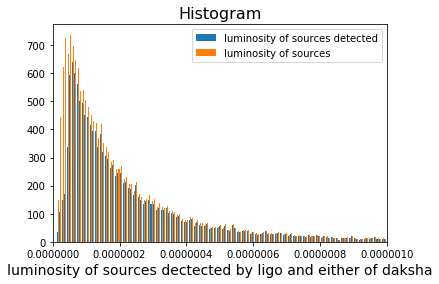 Histogram
luminosity of sources detected
luminosity of sources
700
600
500
400
300
200
100
0
0.0000000 0.0000002 0.0000004 0.0000006 0.0000008 0.0000010
luminosity of sources dectected by ligo and either of daksha